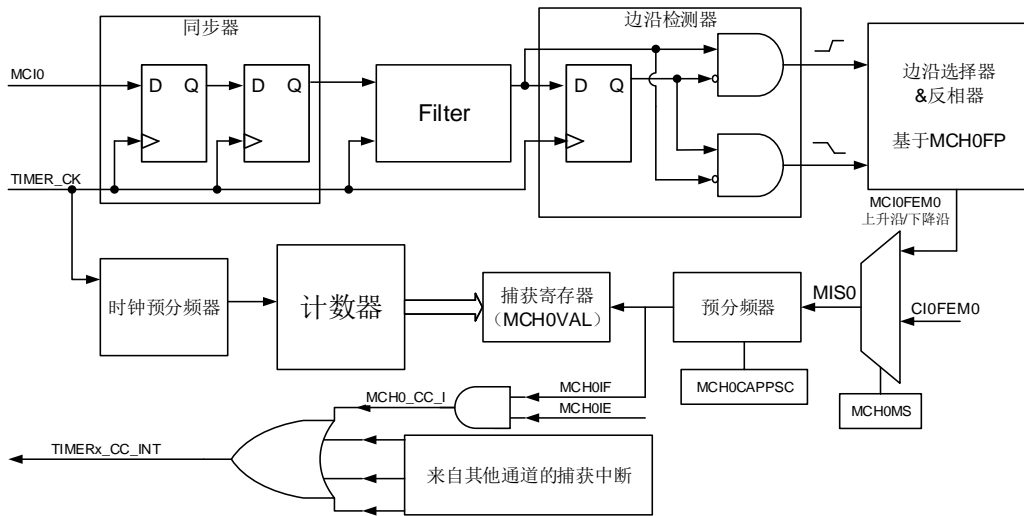 同步器
边沿检测器
MCI0
D Q
D Q
Filter
D Q
边沿选择器
&反相器
基于MCH0FP
TIMER_CK
MCI0FEM0
上升沿/下降沿
时钟预分频器
计数器
捕获寄存器
（MCH0VAL）
预分频器
MIS0
CI0FEM0
MCH0CAPPSC
MCH0MS
MCH0_CC_I
MCH0IF
MCH0IE
TIMERx_CC_INT
来自其他通道的捕获中断